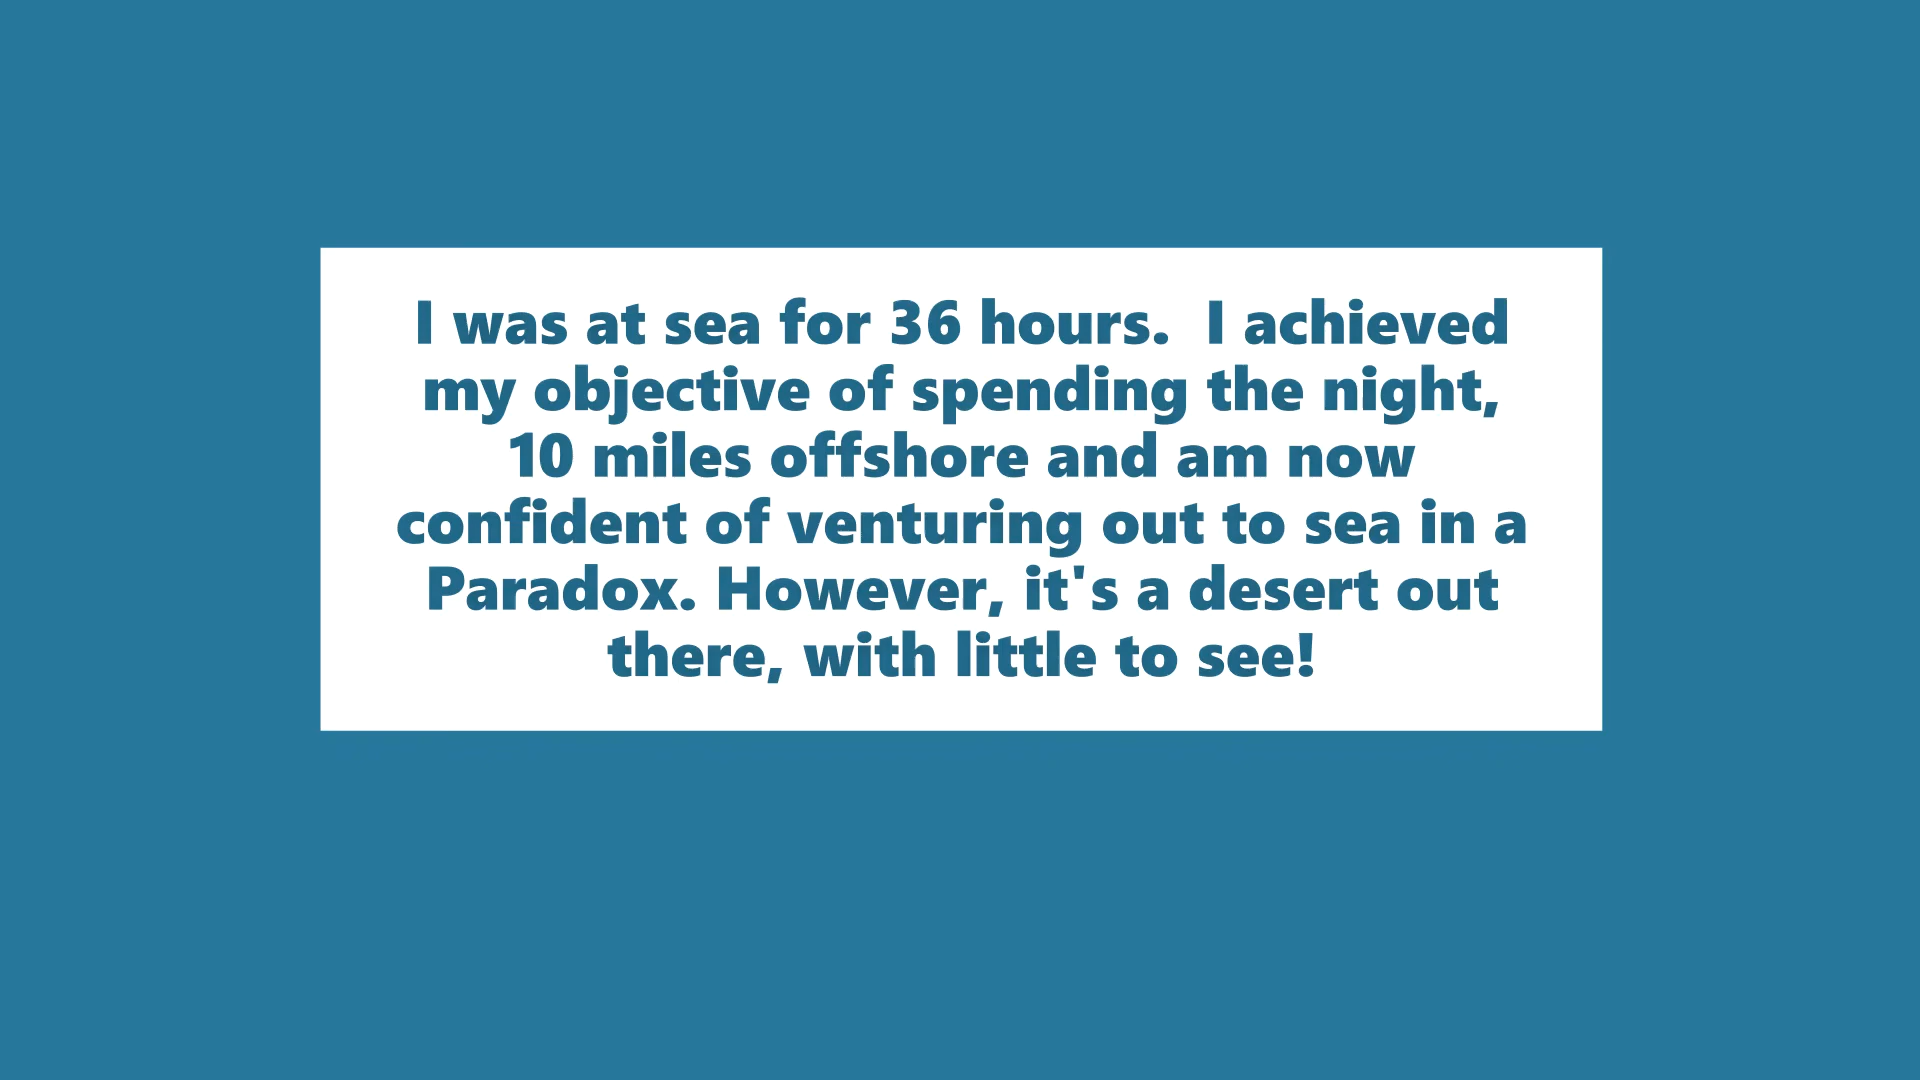 I was at sea for 36 hours.  I achieved
my objective of spending the night,
10 miles offshore and am now
confident of venturing out to sea in a
Paradox. However, it's a desert out
there, with little to see!